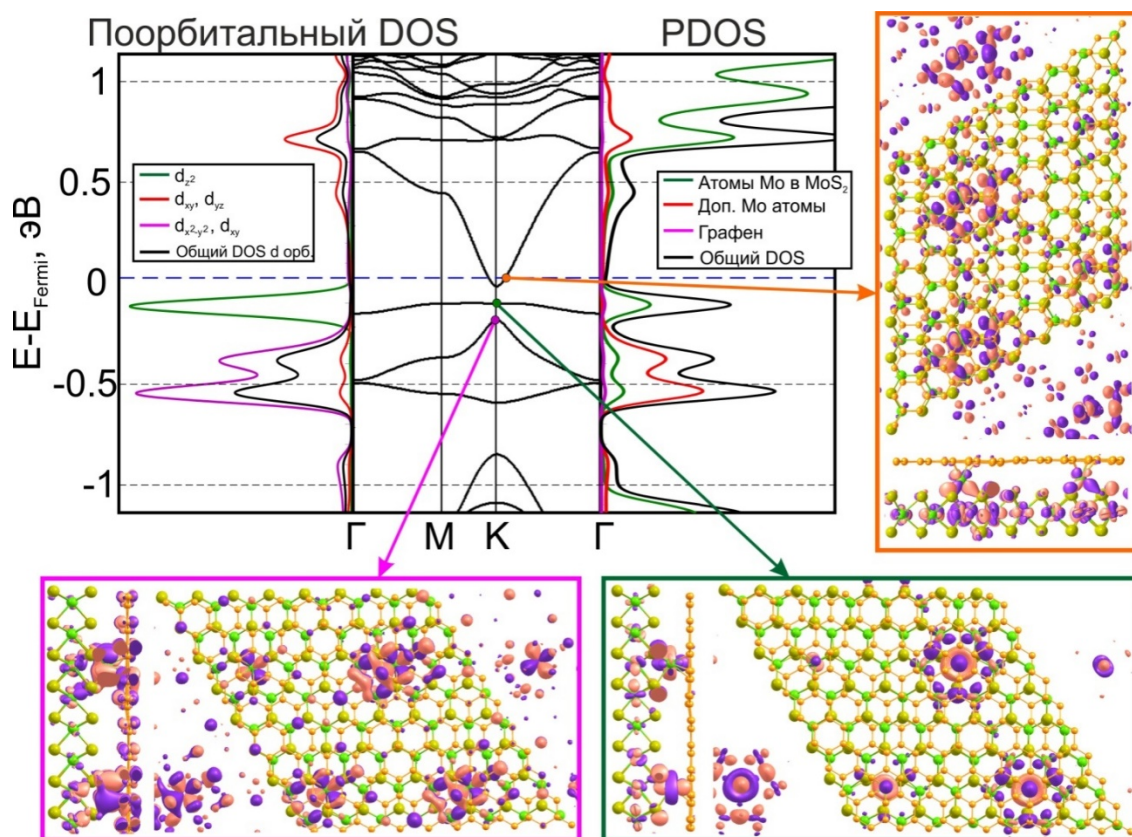 Поорбитальный DOS
PDOS
E-E_Fermi, эВ
1
0.5
0
-0.5
-1
d_z²
d_xy, d_yz
d_x²-y², d_xy
Общий DOS d орб.
Атомы Mo в MoS₂
Доп. Mo атомы
Графен
Общий DOS
Γ M K Γ